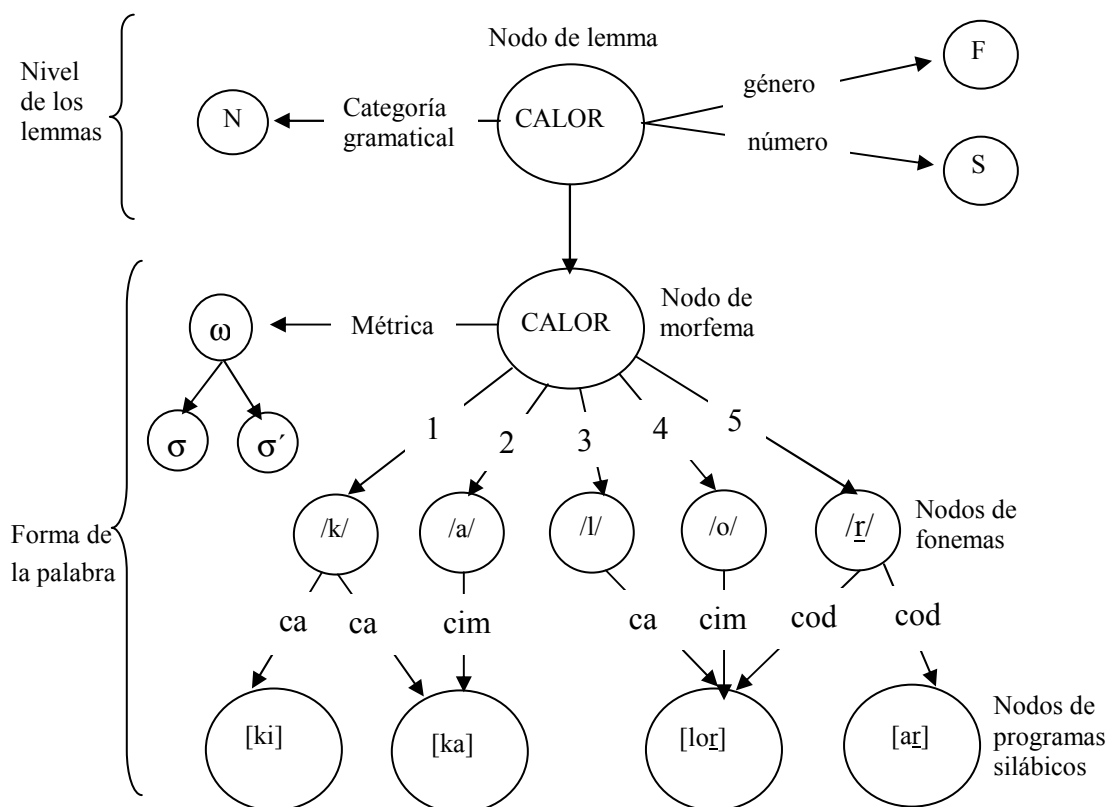 Nodo de lemma
F
Nivel
de los
lemmas
género
N
Categoría
gramatical
CALOR
número
S
ω
Métrica
CALOR
Nodo de
morfema
σ
σ´
1
2
3
4
5
Forma de
la palabra
/k/
/a/
/l/
/o/
/r/
Nodos de
fonemas
ca
ca
cim
ca
cim
cod
cod
[ki]
[ka]
[lor]
[ar]
Nodos de
programas
silábicos